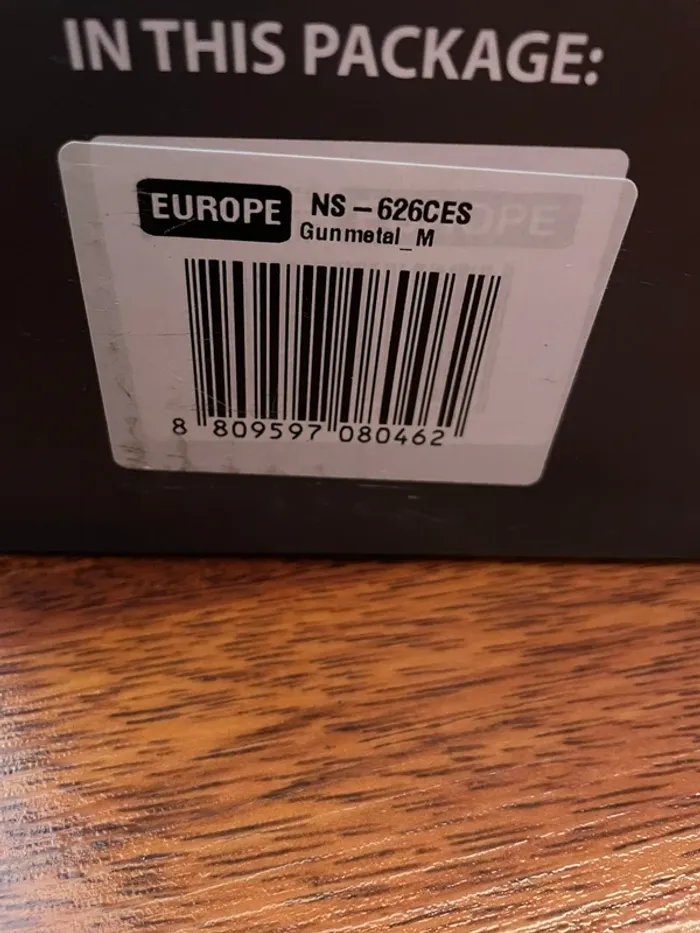 IN THIS PACKAGE:
EUROPE NS-626CES
Gunmetal_M
8 809597 080462